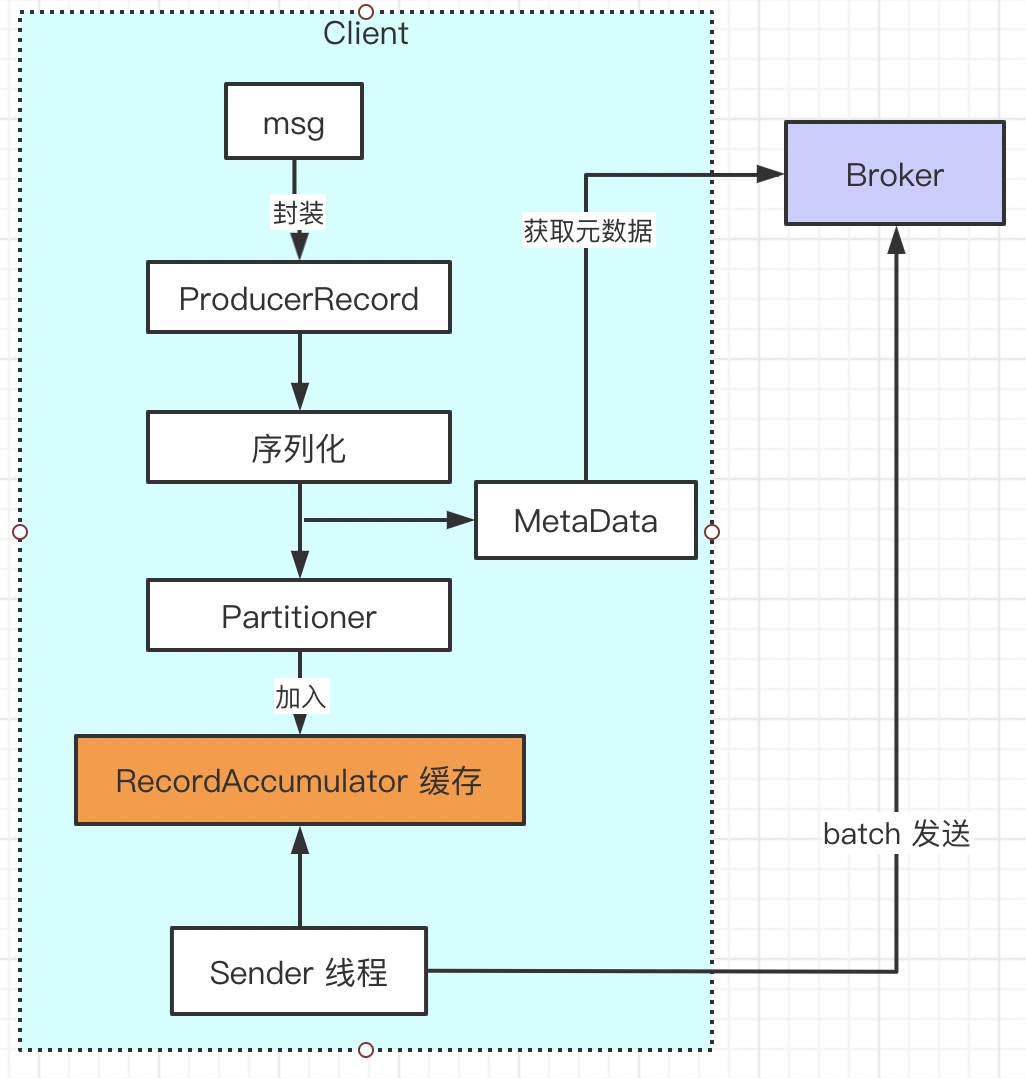 Client
msg
封装
ProducerRecord
序列化
MetaData
获取元数据
Broker
Partitioner
加入
RecordAccumulator 缓存
Sender 线程
batch 发送